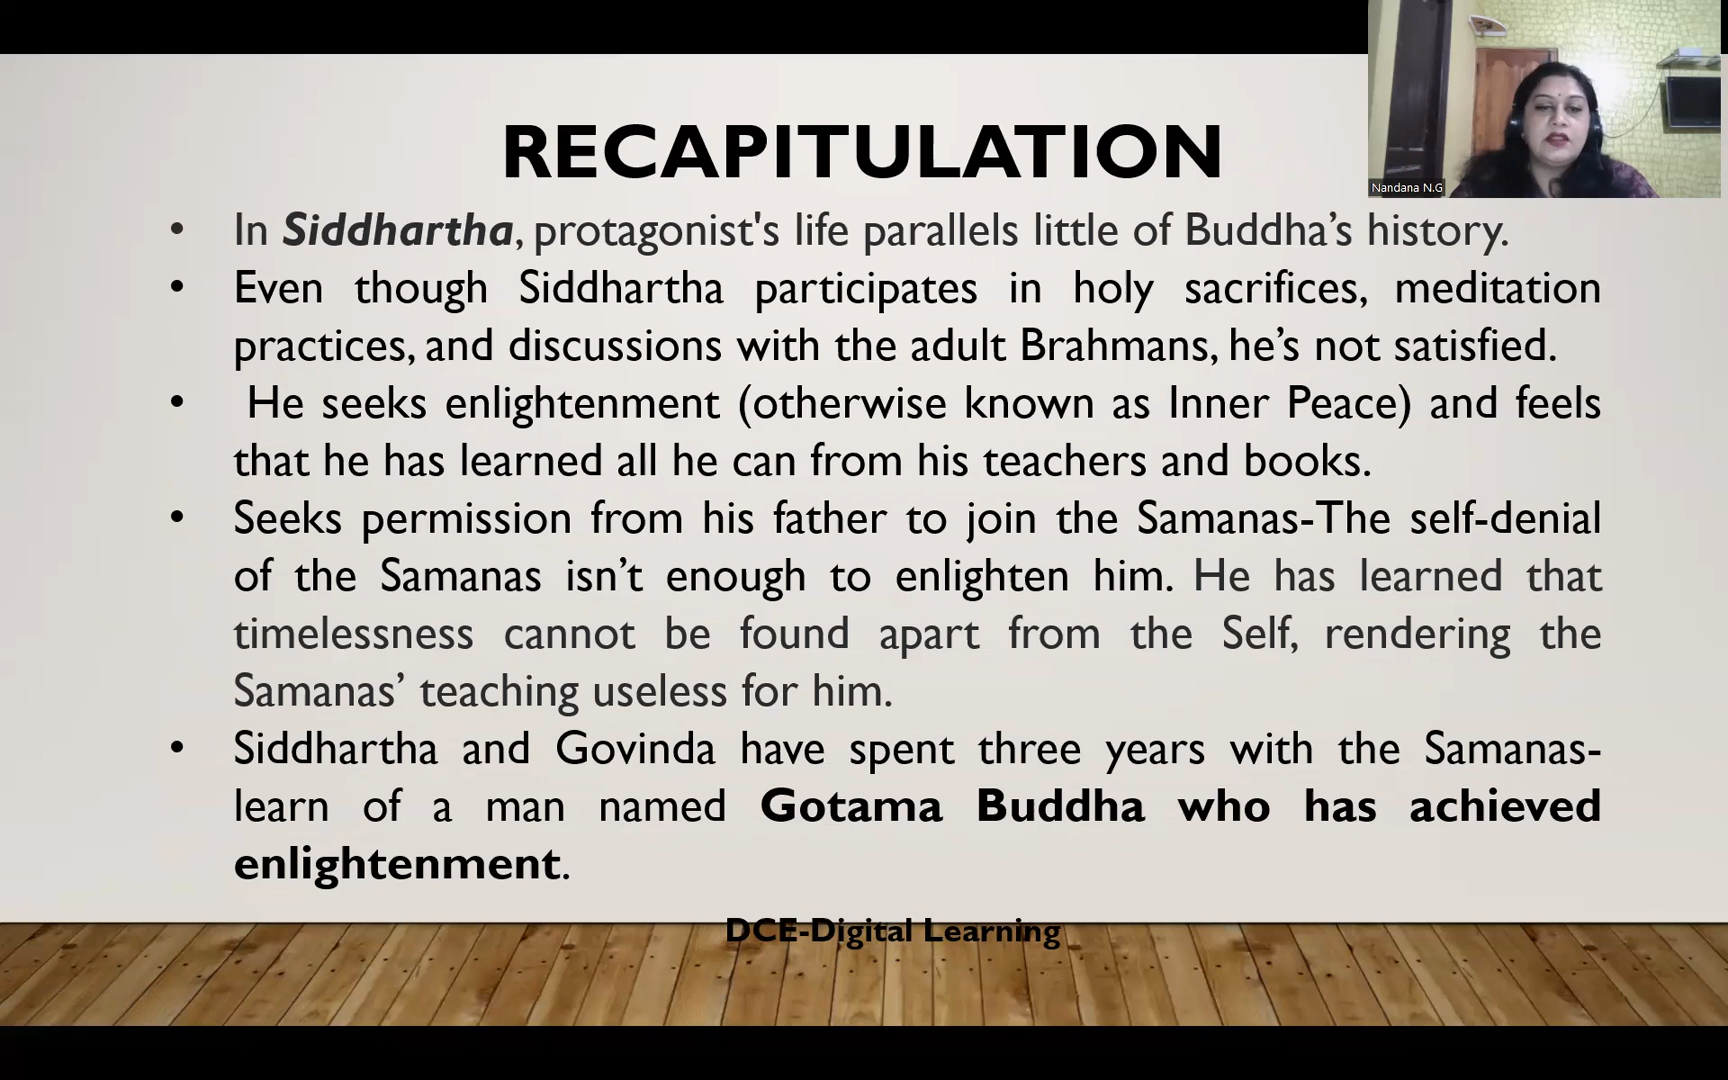 RECAPITULATION
Nandana N.G
• In Siddhartha, protagonist's life parallels little of Buddha’s history.
• Even though Siddhartha participates in holy sacrifices, meditation
practices, and discussions with the adult Brahmans, he’s not satisfied.
• He seeks enlightenment (otherwise known as Inner Peace) and feels
that he has learned all he can from his teachers and books.
• Seeks permission from his father to join the Samanas-The self-denial
of the Samanas isn’t enough to enlighten him. He has learned that
timelessness cannot be found apart from the Self, rendering the
Samanas’ teaching useless for him.
• Siddhartha and Govinda have spent three years with the Samanas-
learn of a man named Gotama Buddha who has achieved
enlightenment.
DCE-Digital Learning